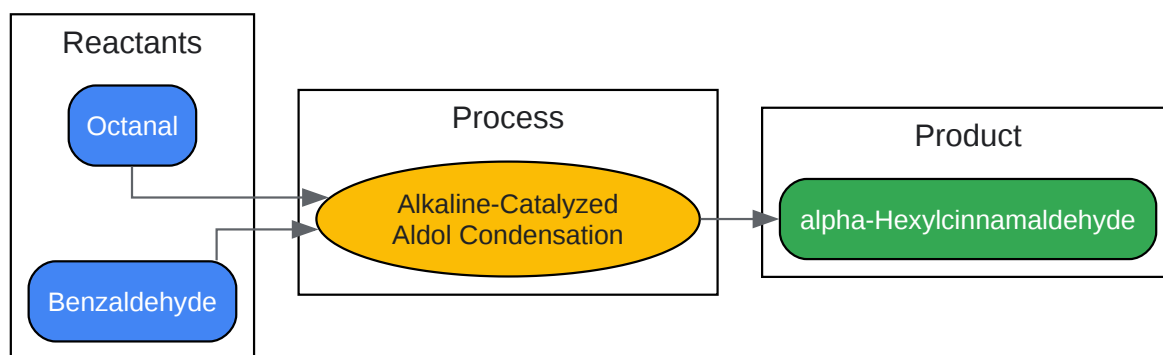 Reactants
Octanal
Benzaldehyde
Process
Alkaline-Catalyzed
Aldol Condensation
Product
alpha-Hexylcinnamaldehyde